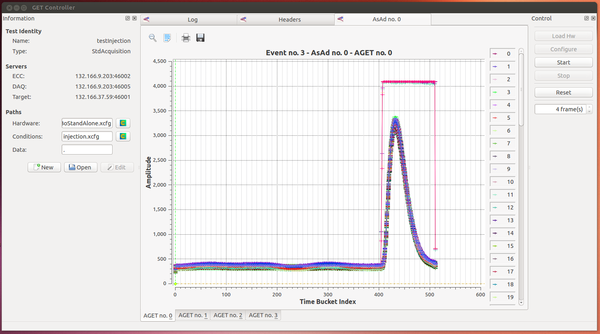 GET Controller
Information
Test Identity
Name: testInjection
Type: StdAcquisition
Servers
ECC: 132.166.9.203:46002
DAQ: 132.166.9.203:46005
Target: 132.166.37.59:46001
Paths
Hardware: ioStandAlone.xcfg
Conditions: injection.xcfg
Data: .
New Open Edit
Log Headers AsAd no. 0
Event no. 3 - AsAd no. 0 - AGET no. 0
Amplitude
4,500
4,000
3,500
3,000
2,500
2,000
1,500
1,000
500
0
0 100 200 300 400 500 600
Time Bucket Index
AGET no. 0 AGET no. 1 AGET no. 2 AGET no. 3
0
1
2
3
4
5
6
7
8
9
10
11
12
13
14
15
16
17
18
19
Control
Load Hw
Configure
Start
Stop
Reset
4 frame(s)